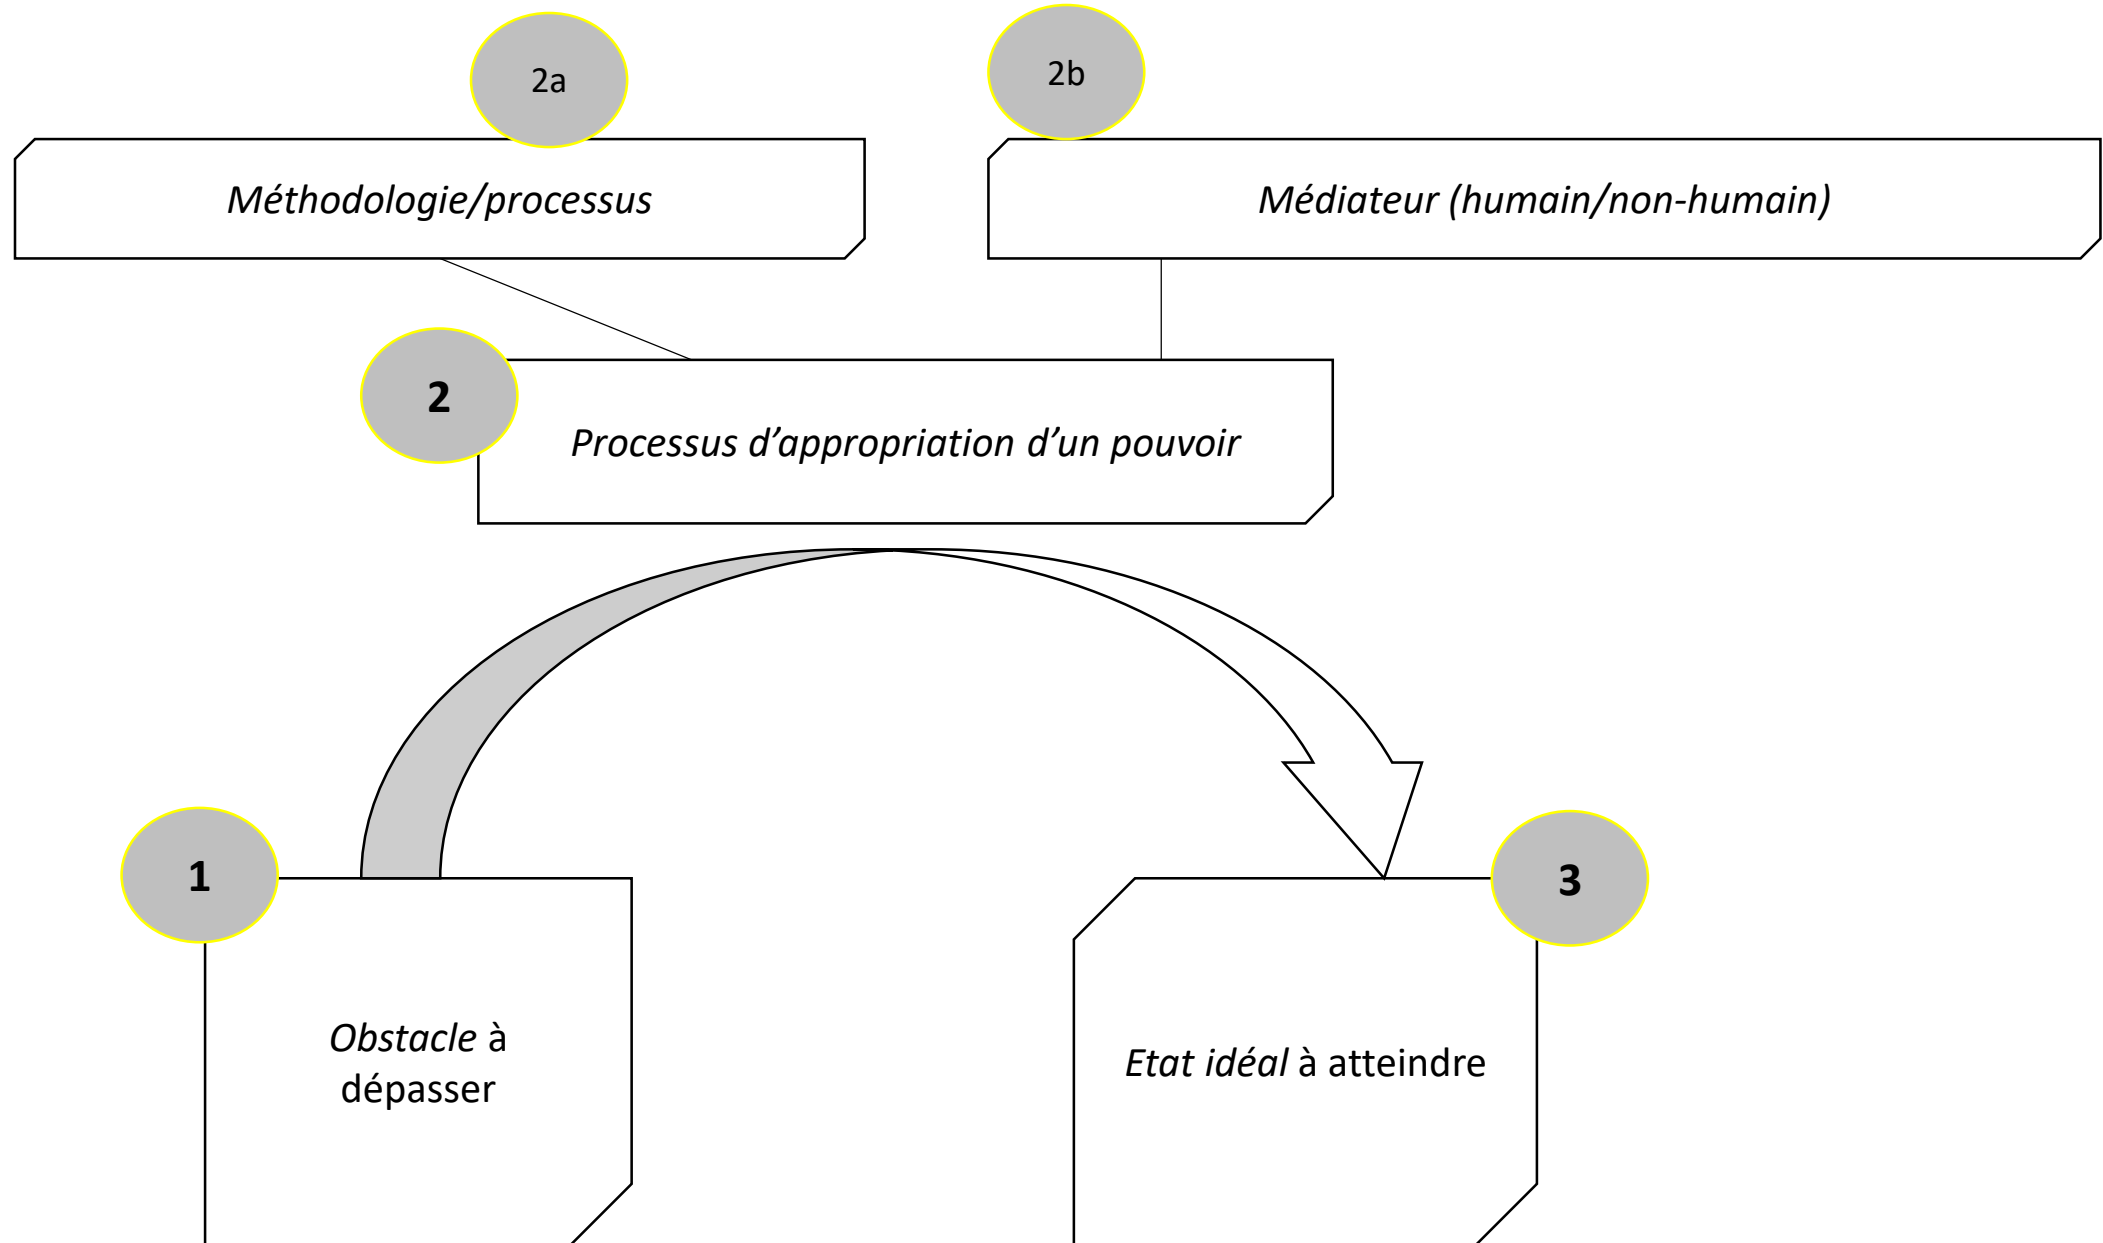 2a
2b
Méthodologie/processus
Médiateur (humain/non-humain)
2
Processus d’appropriation d’un pouvoir
1
3
Obstacle à
dépasser
Etat idéal à atteindre